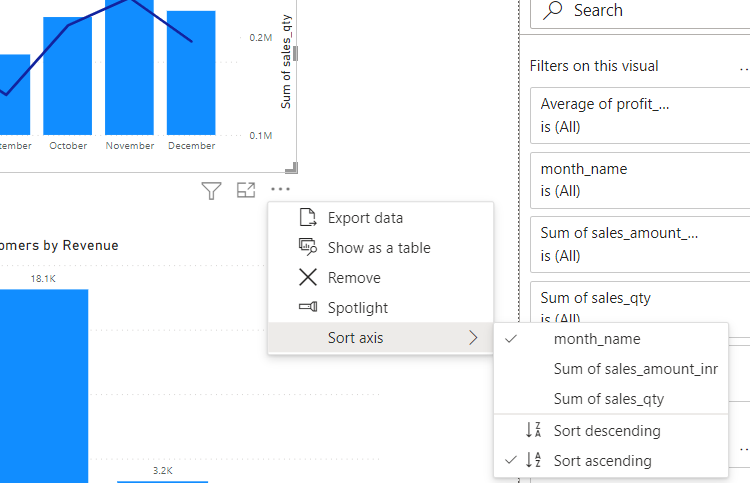 Search
0.2M
Sum of sales_qty
Filters on this visual
Average of profit_...
is (All)
0.1M
tember
October
November
December
month_name
is (All)
Export data
Show as a table
Remove
Spotlight
Sort axis
Sum of sales_amount_...
is (All)
omers by Revenue
18.1K
Sum of sales_qty
is (All)
month_name
Sum of sales_amount_inr
Sum of sales_qty
Sort descending
Sort ascending
3.2K